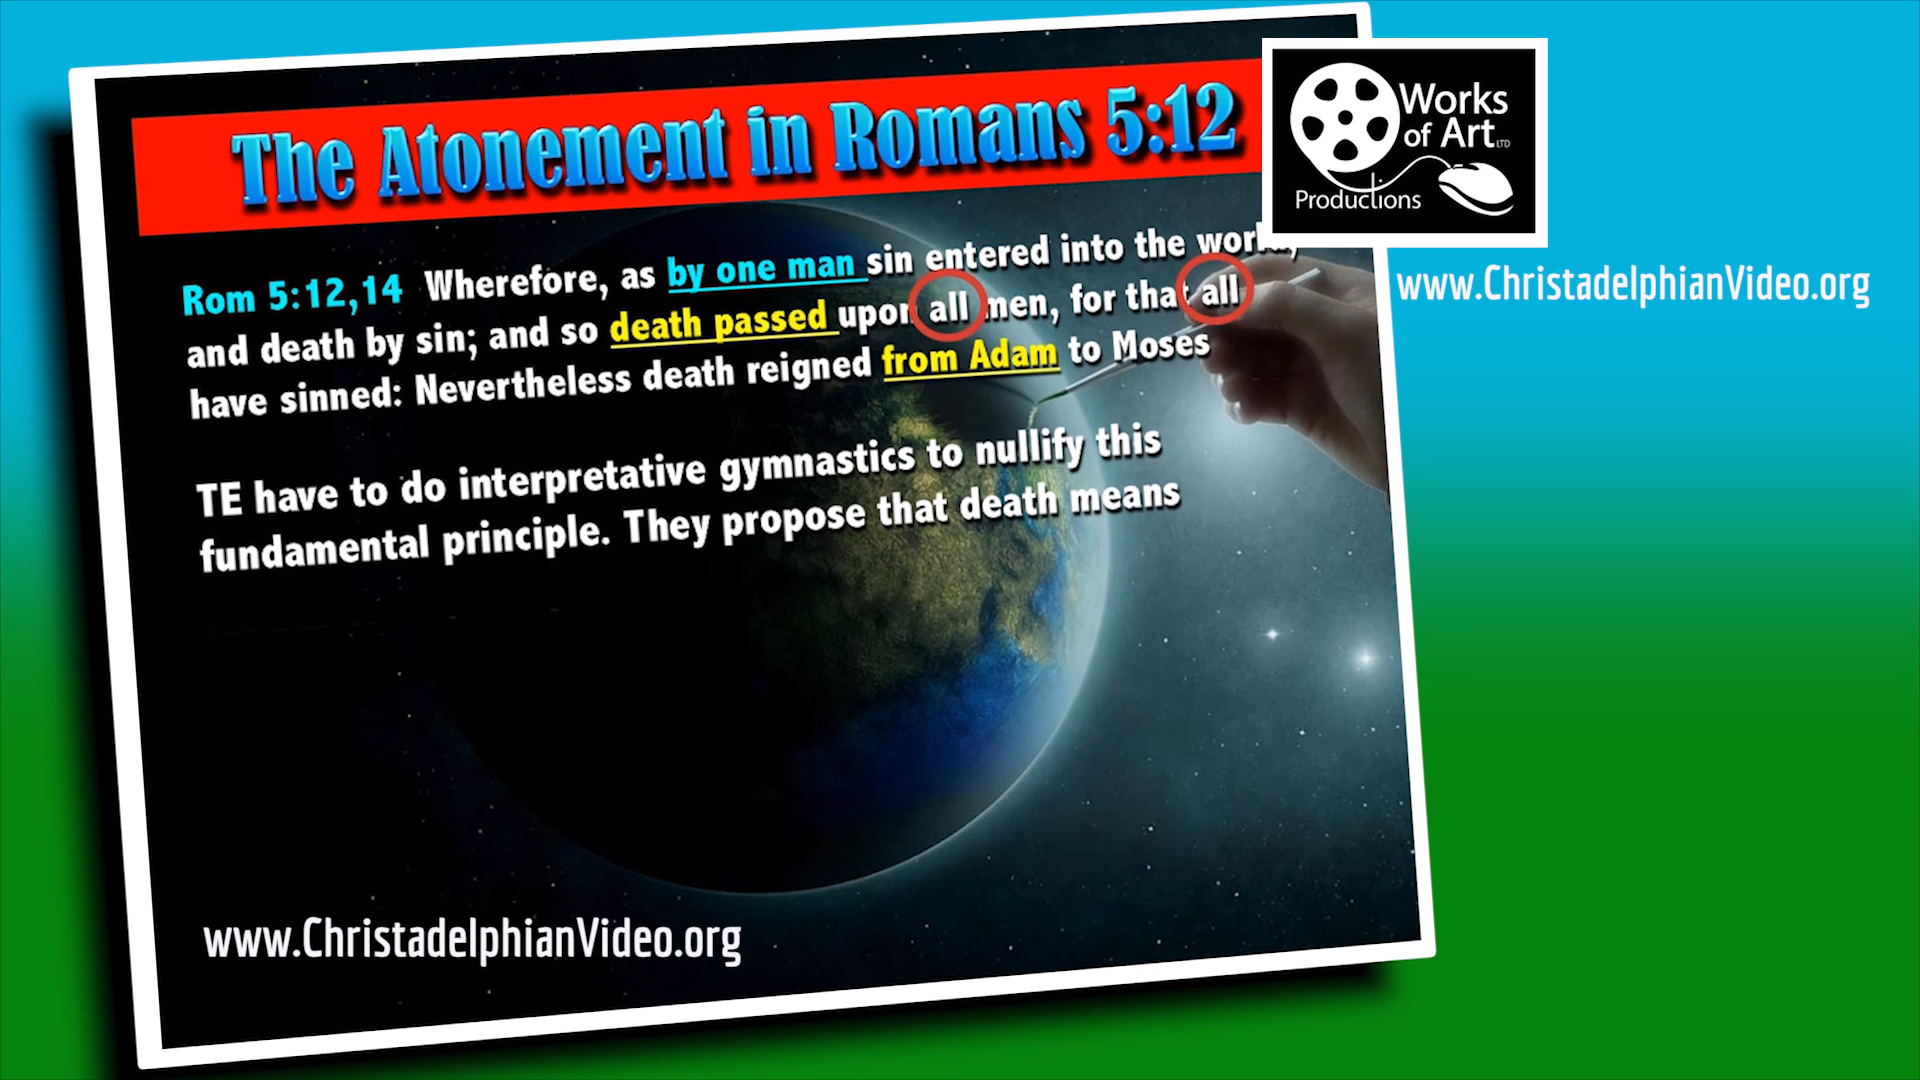 The Atonement in Romans 5:12
Rom 5:12,14 Wherefore, as by one man sin entered into the world,
and death by sin; and so death passed upon all men, for that all
have sinned: Nevertheless death reigned from Adam to Moses
TE have to do interpretative gymnastics to nullify this
fundamental principle. They propose that death means
www.ChristadelphianVideo.org
Works
of Art LTD
Productions
www.ChristadelphianVideo.org